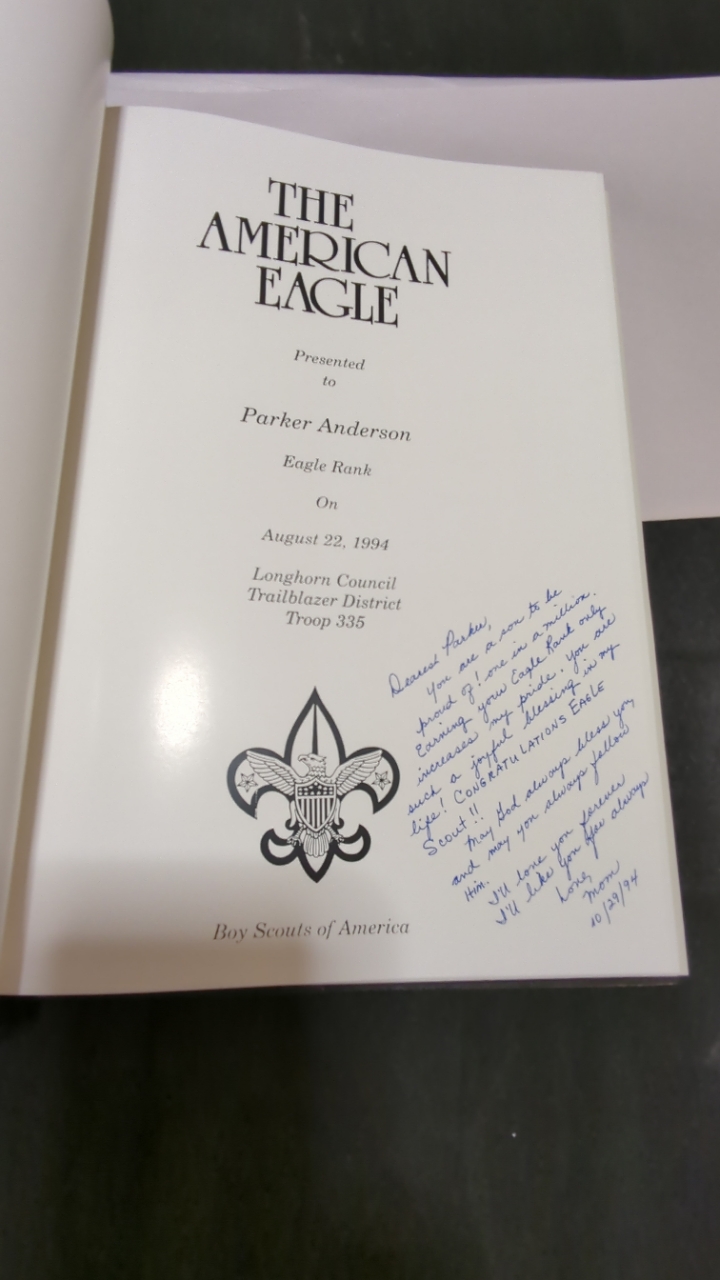 THE
AMERICAN
EAGLE
Presented
to
Parker Anderson
Eagle Rank
On
August 22, 1994
Longhorn Council
Trailblazer District
Troop 335
Boy Scouts of America
Dearest Parker,
You are a son to be
proud of! one in a million.
Earning your Eagle Rank only
increases my pride. You are
such a joyful blessing in my
life! CONGRATULATIONS EAGLE
Scout!!
May God always bless you,
and may you always follow
Him.
I'll love you forever
I'll like you for always
Love,
Mom
10/29/94